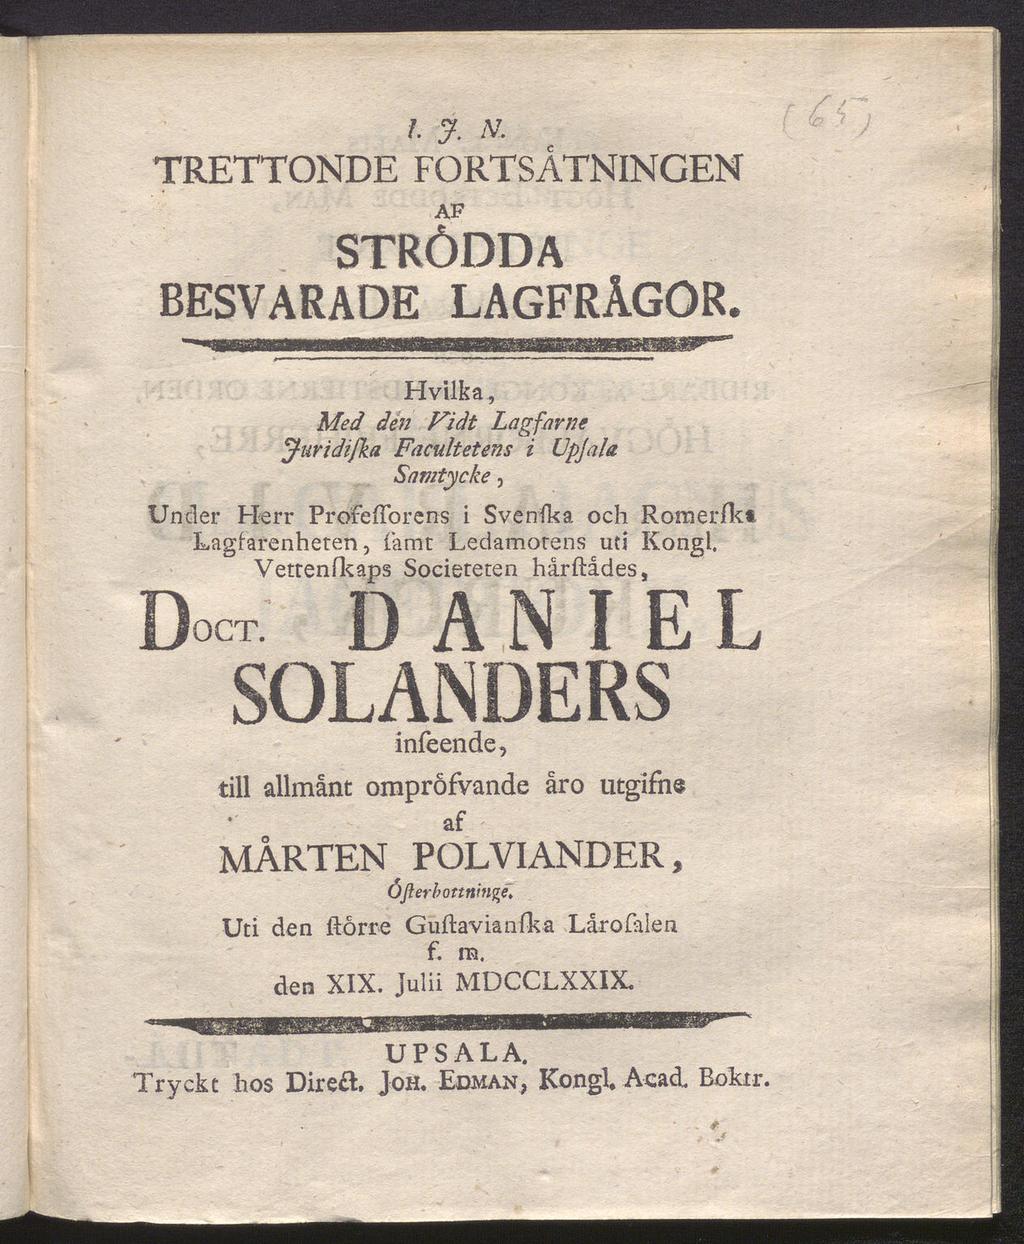 (65)
I. J. N.
TRETTONDE FORTSÅTNINGEN
AF
STRÖDDA
BESVARADE LAGFRÅGOR.
Hvilka,
Med den Vidt Lagfarne
Juridiſka Facultetens i Upſala
Samtycke,
Under Herr Profeſſorens i Svenſka och Romerſka
Lagfarenheten, ſamt Ledamotens uti Kongl.
Vettenſkaps Societeten hårſtådes,
DOCT. DANIEL
SOLANDERS
inſeende,
till allmånt ompröfvande åro utgifne
af
MÅRTEN POLVIANDER,
Öſterbottninge.
Uti den ſtörre Guſtavianſka Låroſalen
f. m.
den XIX. Julii MDCCLXXIX.
UPSALA.
Tryckt hos Direct. JOH. EDMAN, Kongl. Acad. Boktr.